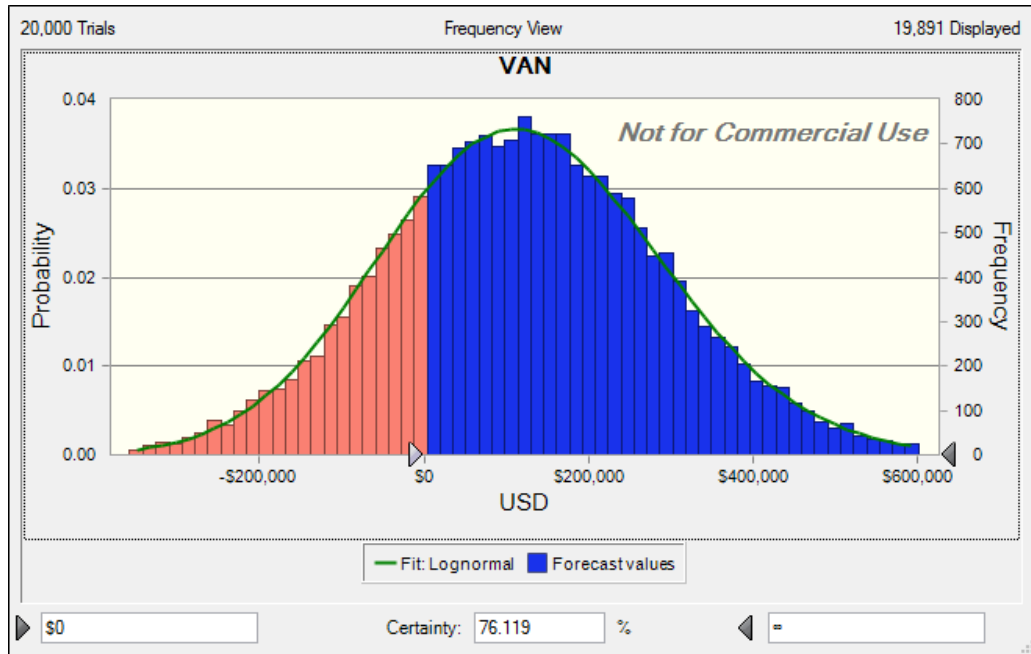 20,000 Trials Frequency View 19,891 Displayed
VAN
Not for Commercial Use
Probability
0.04
0.03
0.02
0.01
0.00
Frequency
800
700
600
500
400
300
200
100
0
-$200,000 $0 $200,000 $400,000 $600,000
USD
Fit: Lognormal Forecast values
$0 Certainty: 76.119 % ∞